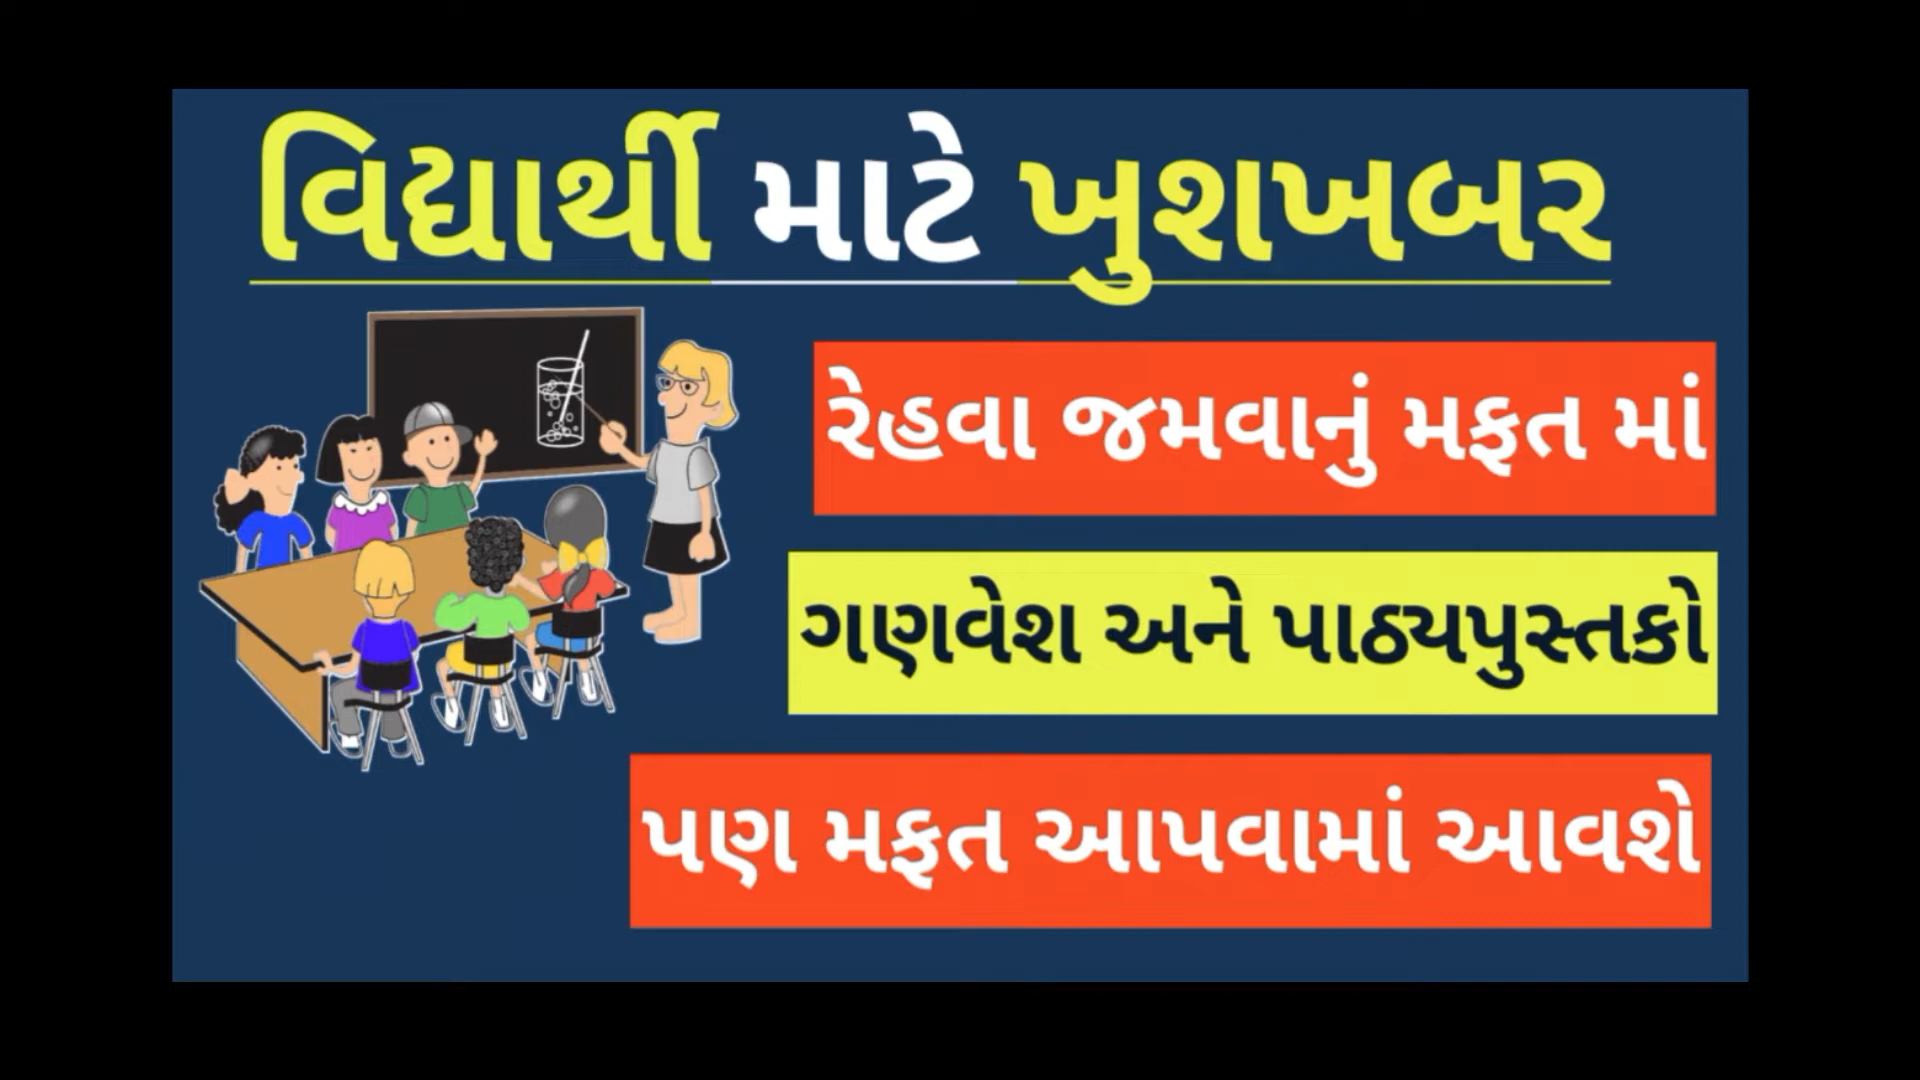 વિદ્યાર્થી માટે ખુશખબર
રેહવા જમવાનું મફત માં
ગણવેશ અને પાઠ્યપુસ્તકો
પણ મફત આપવામાં આવશે